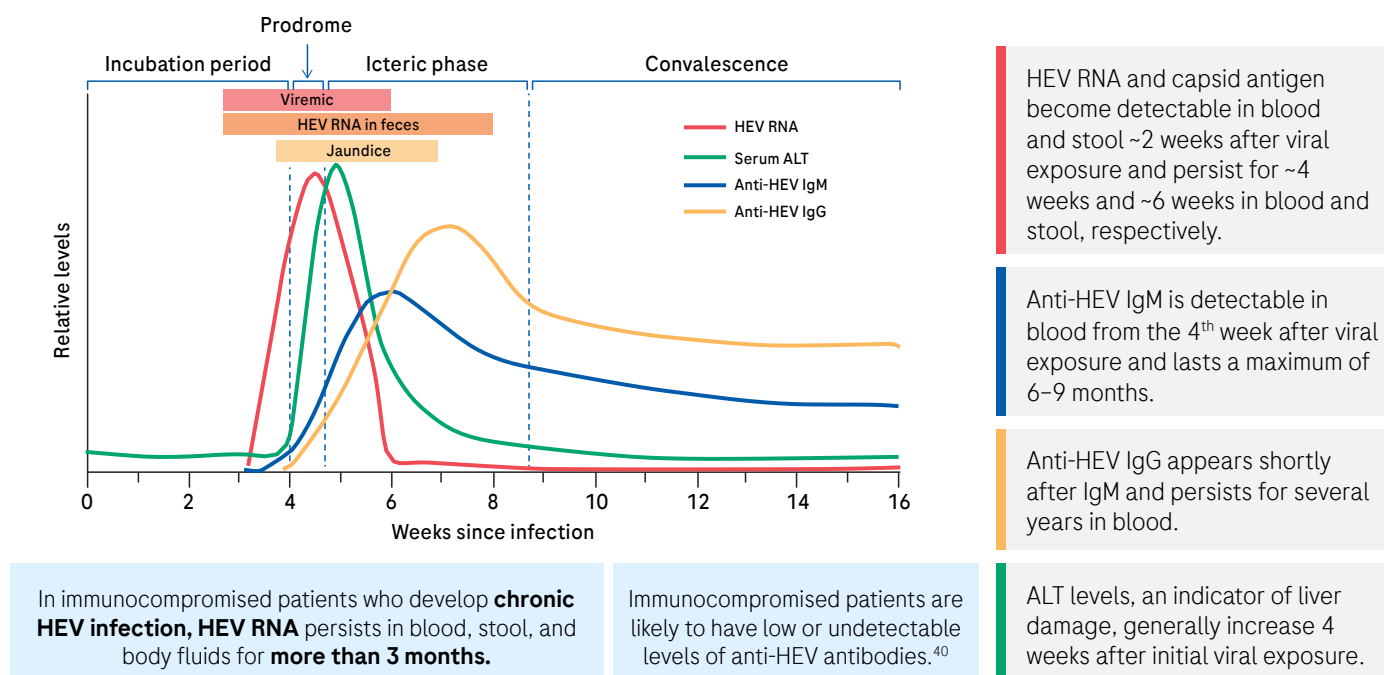 Prodrome
Incubation period
Icteric phase
Convalescence
Viremic
HEV RNA in feces
Jaundice
HEV RNA
Serum ALT
Anti-HEV IgM
Anti-HEV IgG
Relative levels
0 2 4 6 8 10 12 14 16
Weeks since infection
HEV RNA and capsid antigen
become detectable in blood
and stool ~2 weeks after viral
exposure and persist for ~4
weeks and ~6 weeks in blood and
stool, respectively.
Anti-HEV IgM is detectable in
blood from the 4th week after viral
exposure and lasts a maximum of
6–9 months.
Anti-HEV IgG appears shortly
after IgM and persists for several
years in blood.
ALT levels, an indicator of liver
damage, generally increase 4
weeks after initial viral exposure.
In immunocompromised patients who develop chronic
HEV infection, HEV RNA persists in blood, stool, and
body fluids for more than 3 months.
Immunocompromised patients are
likely to have low or undetectable
levels of anti-HEV antibodies.40